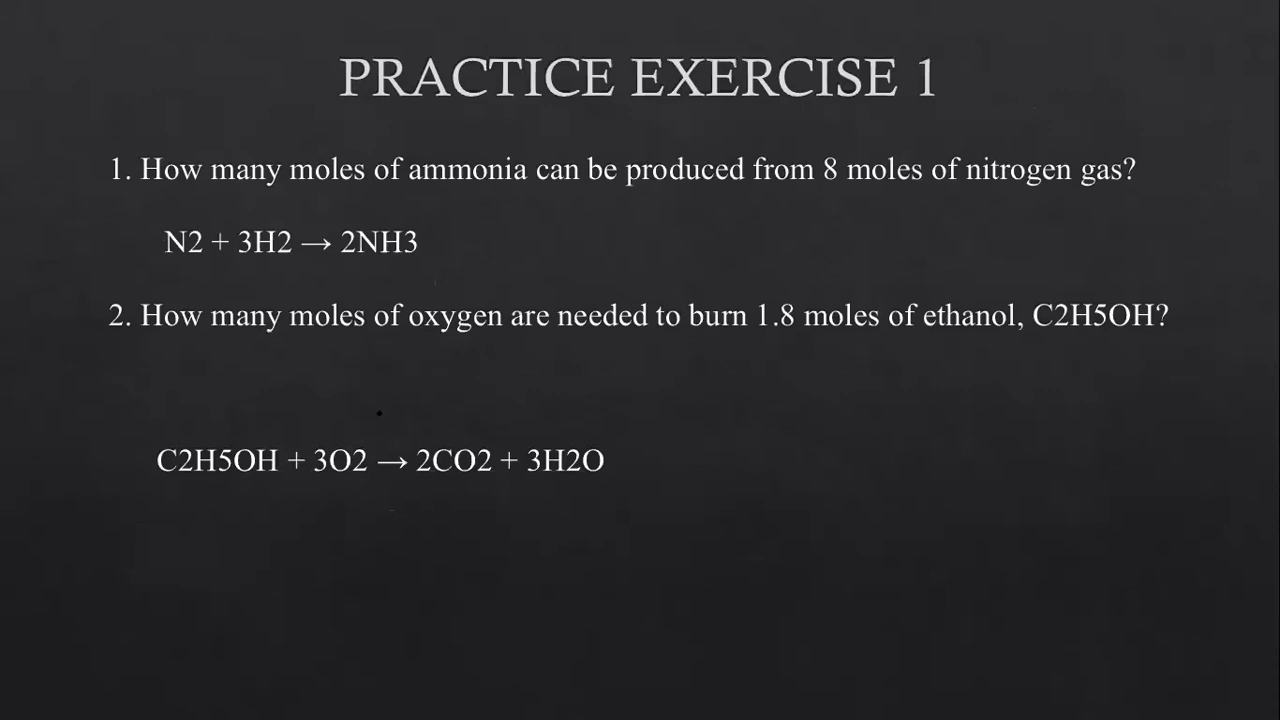 PRACTICE EXERCISE 1
1. How many moles of ammonia can be produced from 8 moles of nitrogen gas?
N2 + 3H2 → 2NH3
2. How many moles of oxygen are needed to burn 1.8 moles of ethanol, C2H5OH?
C2H5OH + 3O2 → 2CO2 + 3H2O